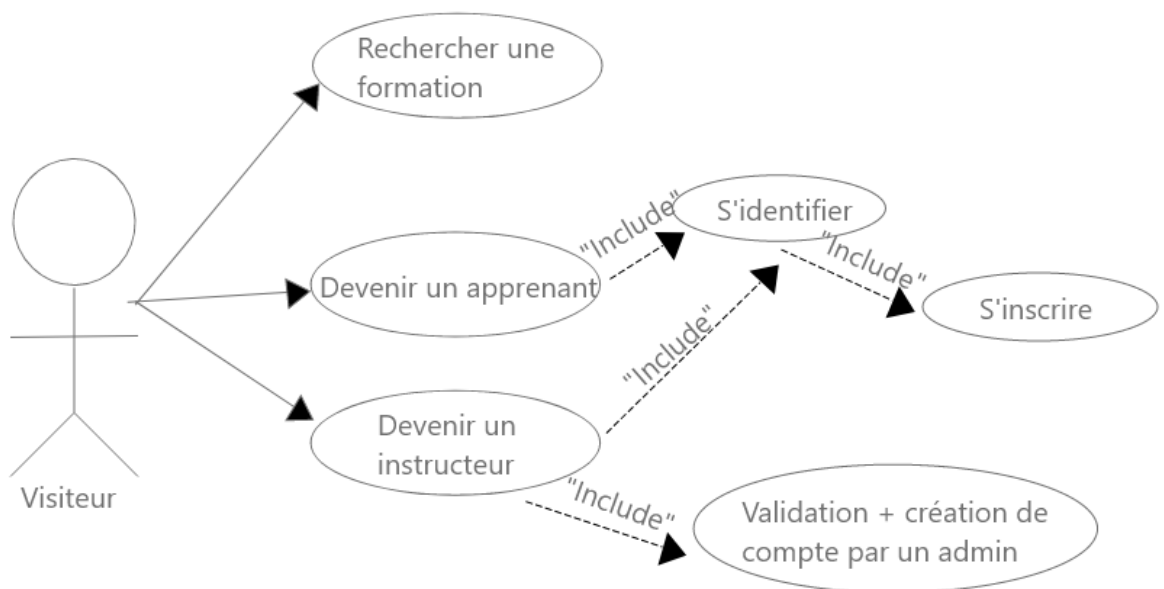 Rechercher une
formation
"Include"
S'identifier
"Include"
Devenir un apprenant
S'inscrire
"Include"
Devenir un
instructeur
Visiteur
"Include"
Validation + création de
compte par un admin